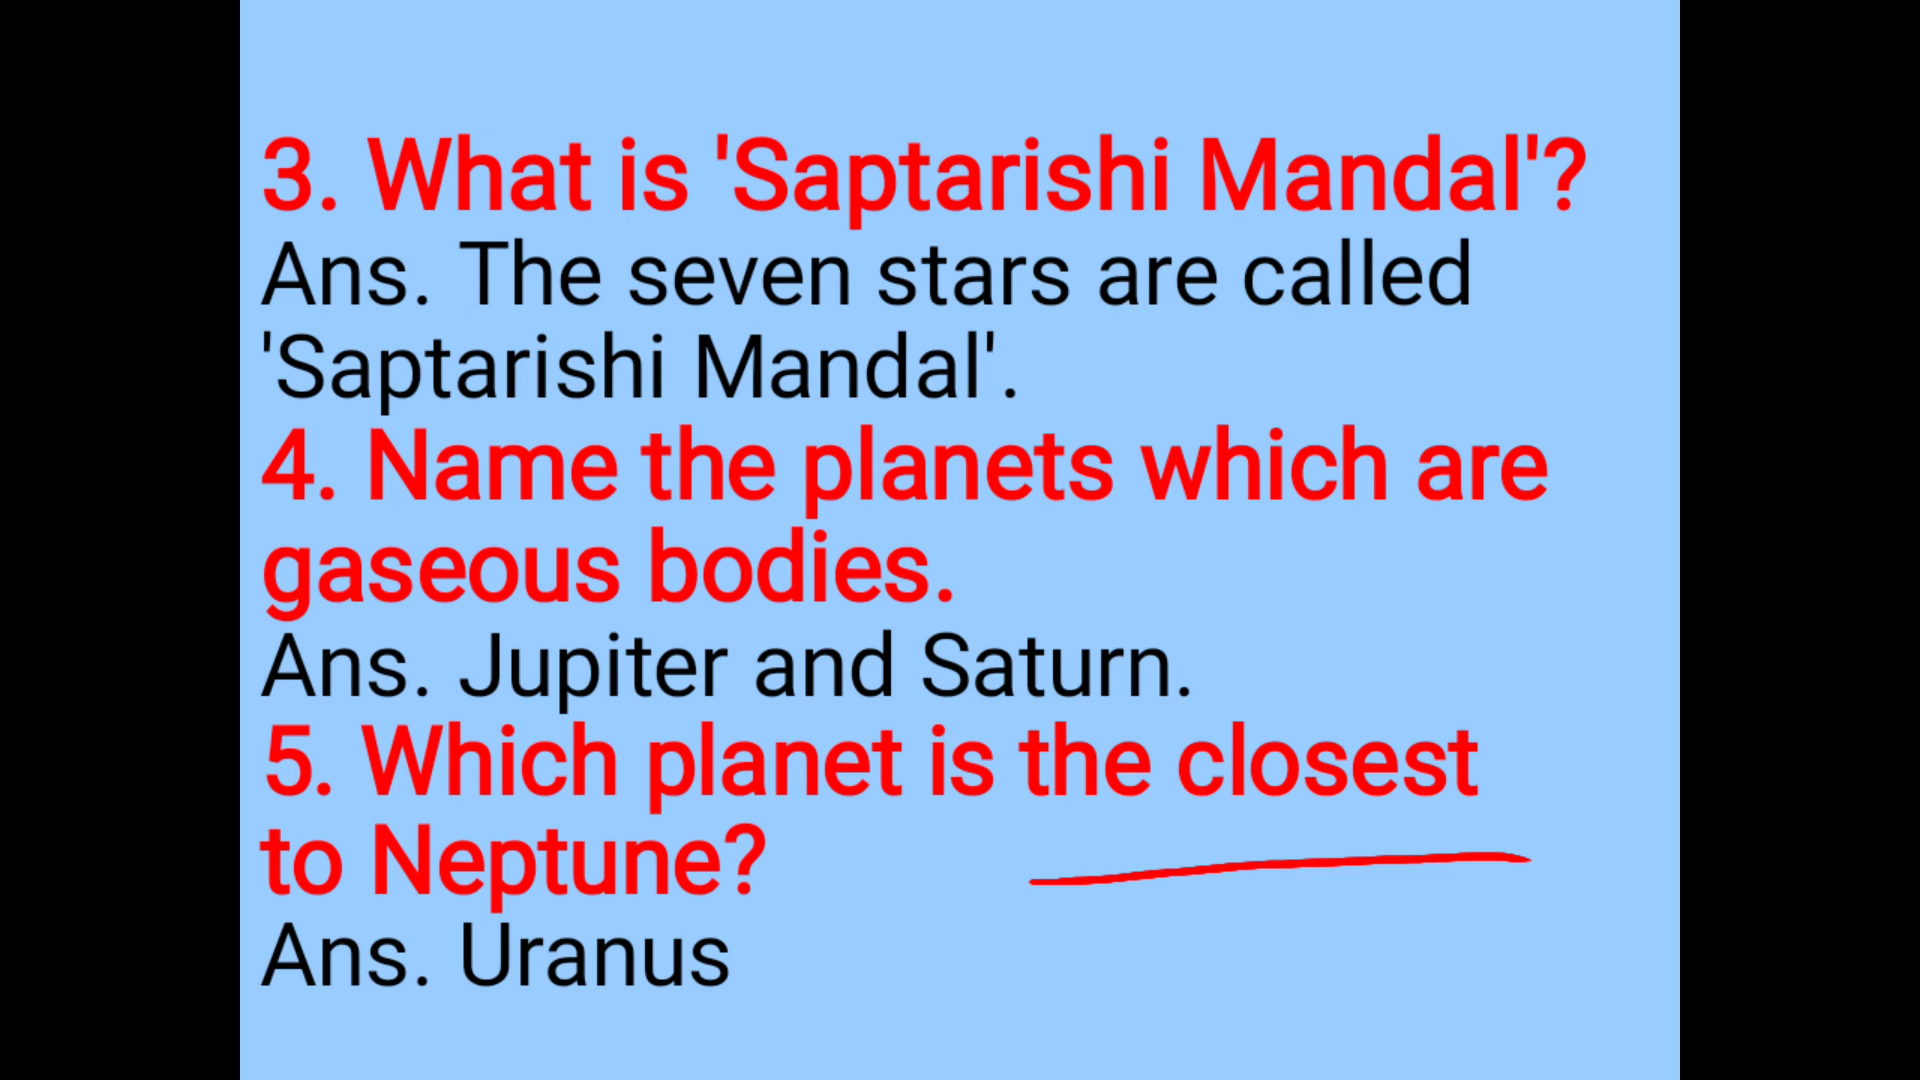 3. What is 'Saptarishi Mandal'?
Ans. The seven stars are called
'Saptarishi Mandal'.
4. Name the planets which are
gaseous bodies.
Ans. Jupiter and Saturn.
5. Which planet is the closest
to Neptune?
Ans. Uranus